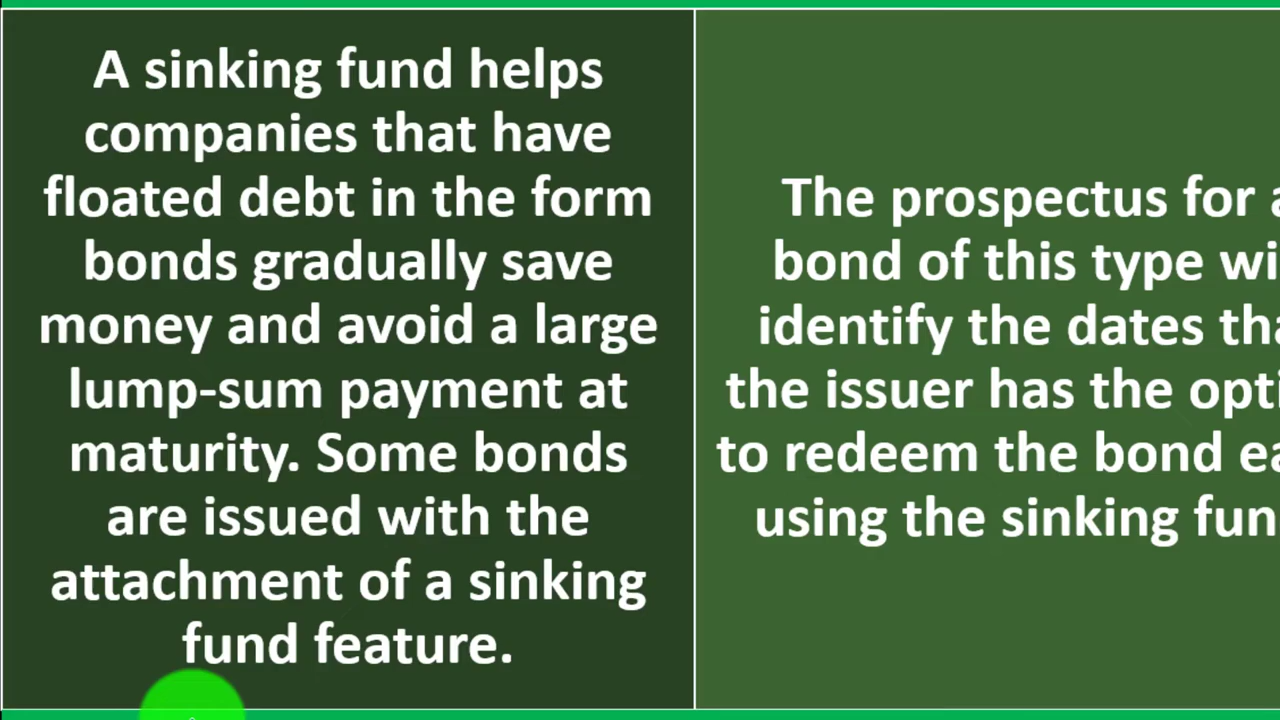 A sinking fund helps
companies that have
floated debt in the form
bonds gradually save
money and avoid a large
lump-sum payment at
maturity. Some bonds
are issued with the
attachment of a sinking
fund feature.
The prospectus for
bond of this type
identify the dates
the issuer has the
to redeem the bond
using the sinking